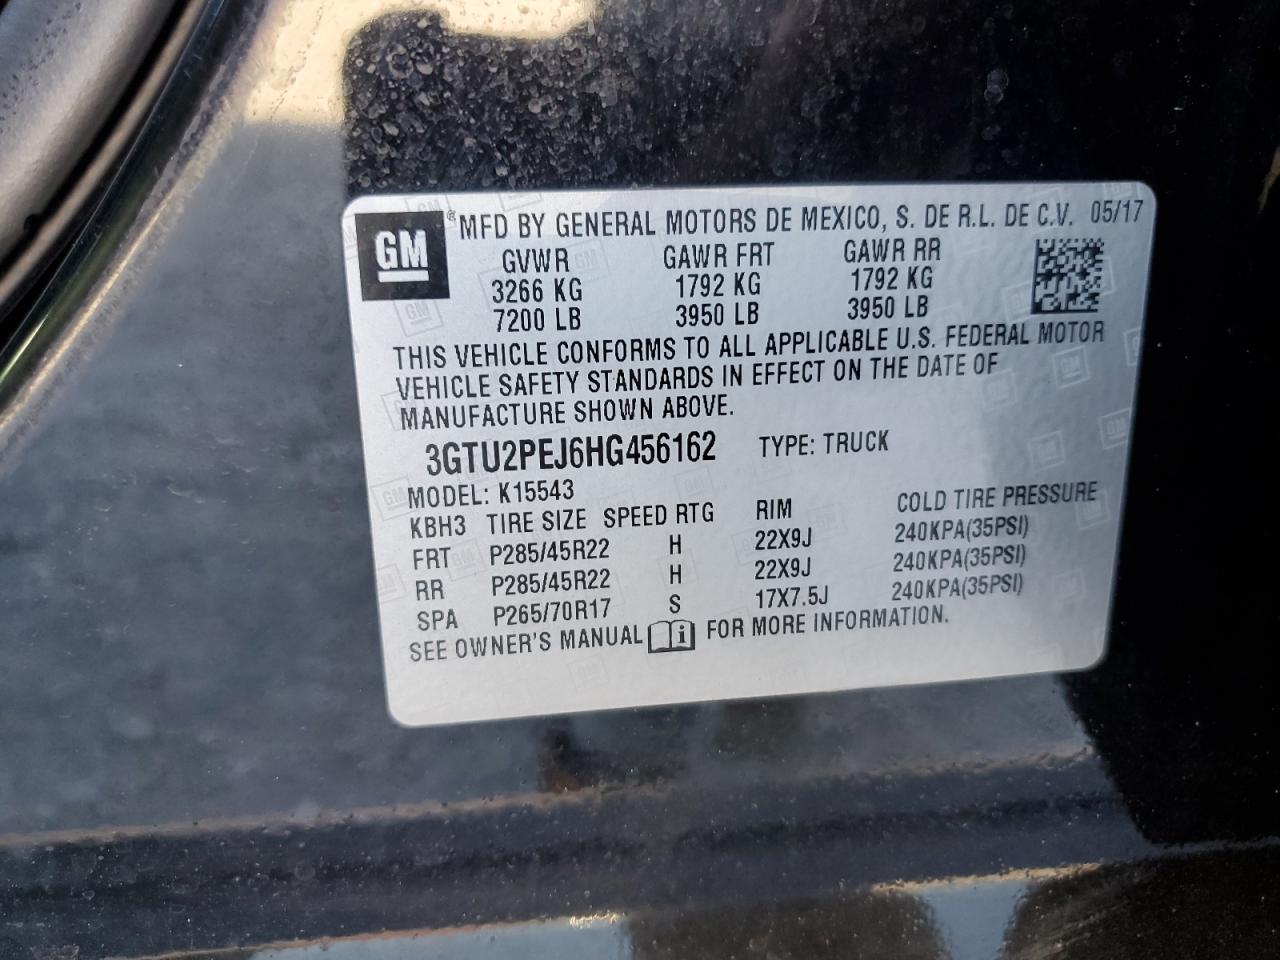 GM ® MFD BY GENERAL MOTORS DE MEXICO, S. DE R.L. DE C.V. 05/17
GVWR GAWR FRT GAWR RR
3266 KG 1792 KG 1792 KG
7200 LB 3950 LB 3950 LB
THIS VEHICLE CONFORMS TO ALL APPLICABLE U.S. FEDERAL MOTOR
VEHICLE SAFETY STANDARDS IN EFFECT ON THE DATE OF
MANUFACTURE SHOWN ABOVE.
3GTU2PEJ6HG456162 TYPE: TRUCK
MODEL: K15543
KBH3 TIRE SIZE SPEED RTG RIM COLD TIRE PRESSURE
FRT P285/45R22 H 22X9J 240KPA(35PSI)
RR P285/45R22 H 22X9J 240KPA(35PSI)
SPA P265/70R17 S 17X7.5J 240KPA(35PSI)
SEE OWNER'S MANUAL i FOR MORE INFORMATION.